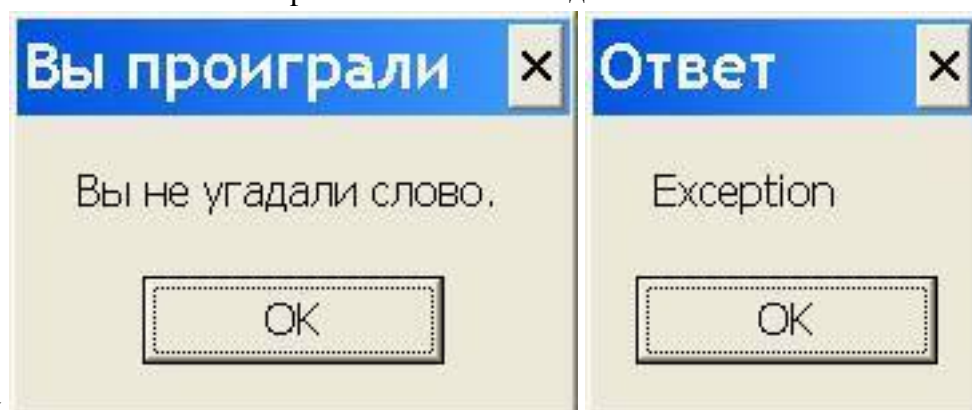 Вы проиграли
Вы не угадали слово.
OK
Ответ
Exception
OK